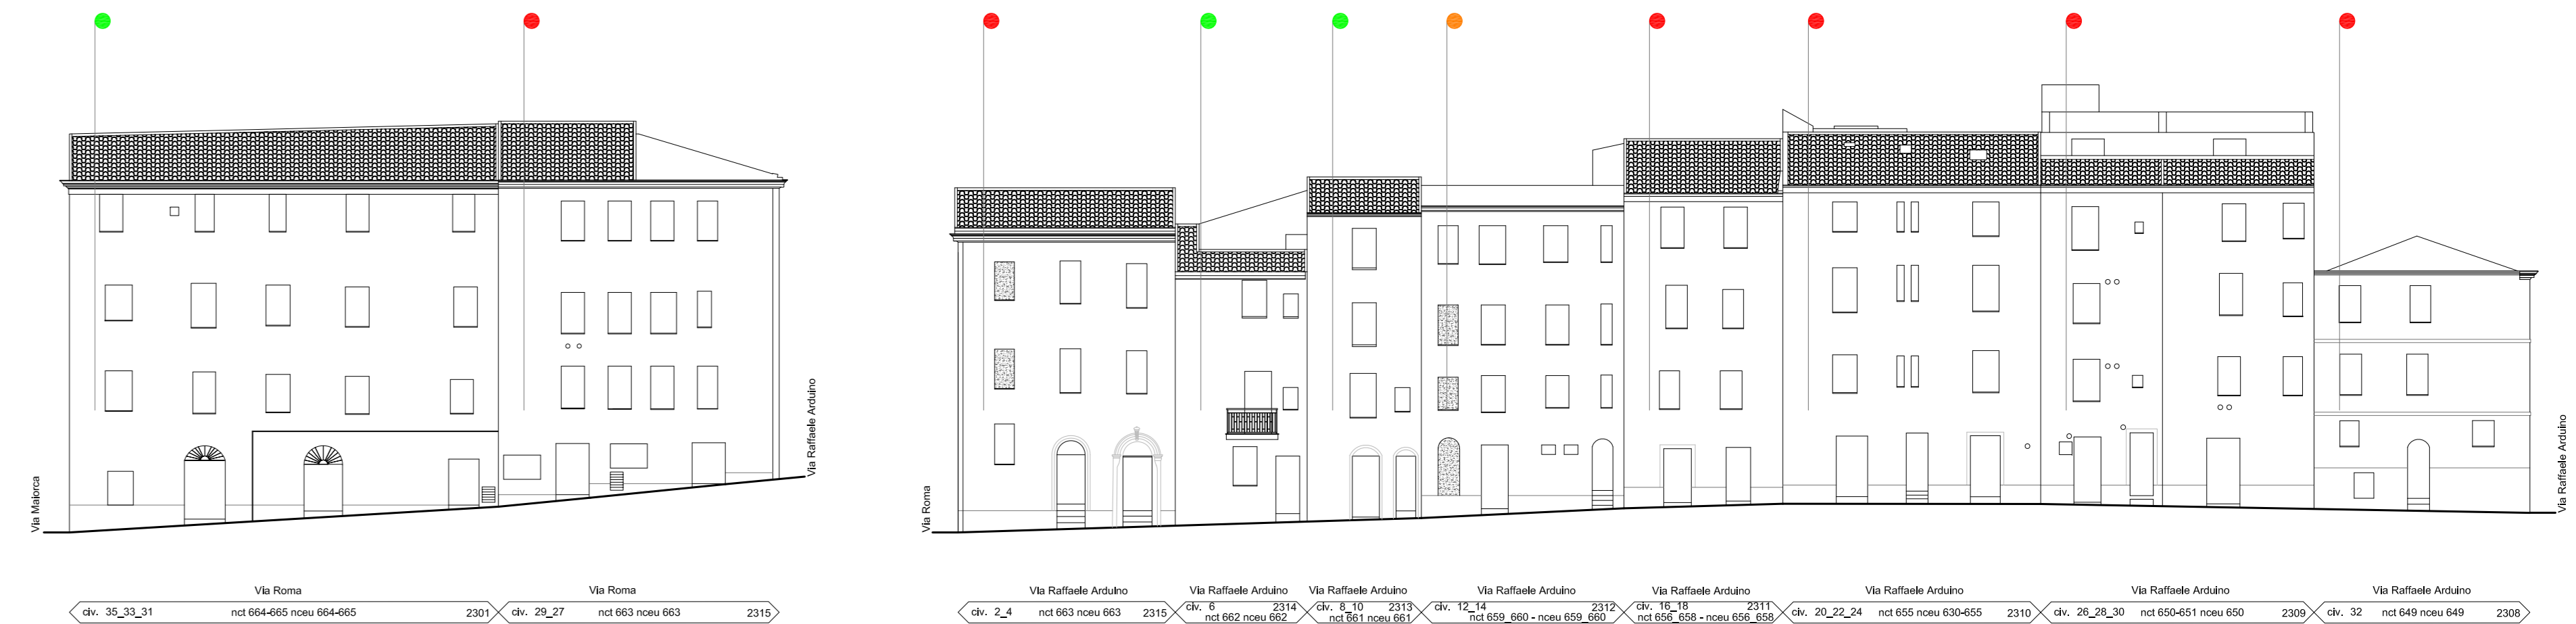 Via Maiorca
Via Raffaele Arduino
Via Roma
civ. 35_33_31 nct 664-665 nceu 664-665 2301
Via Roma
civ. 29_27 nct 663 nceu 663 2315
Via Roma
Via Raffaele Arduino
VIa Raffaele Arduino
civ. 2_4 nct 663 nceu 663 2315
Via Raffaele Arduino
civ. 6 2314
nct 662 nceu 662
Via Raffaele Arduino
civ. 8_10 2313
nct 661 nceu 661
Via Raffaele Arduino
civ. 12_14 2312
nct 659_660 - nceu 659_660
Via Raffaele Arduino
civ. 16_18 2311
nct 656_658 - nceu 656_658
Via Raffaele Arduino
civ. 20_22_24 nct 655 nceu 630-655 2310
Via Raffaele Arduino
civ. 26_28_30 nct 650-651 nceu 650 2309
Via Raffaele Arduino
civ. 32 nct 649 nceu 649 2308